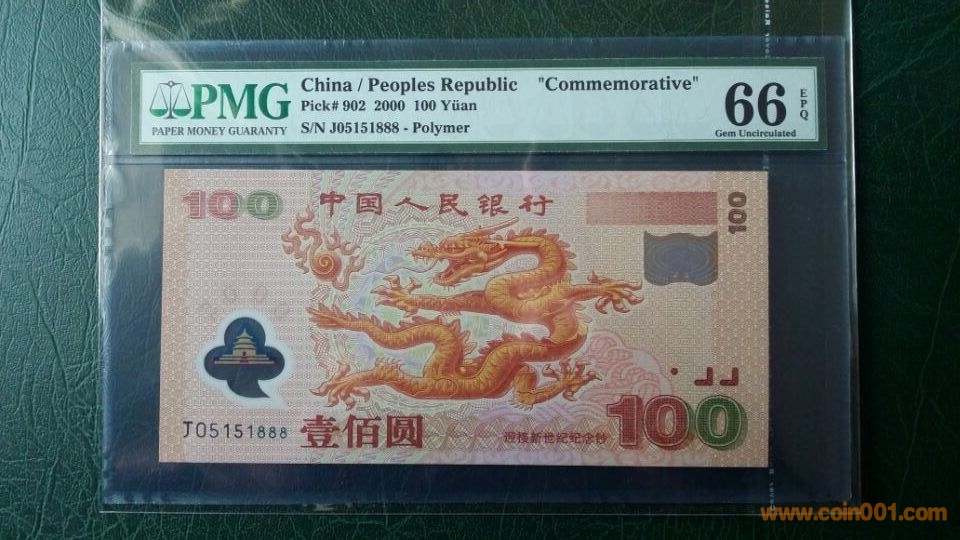 China / Peoples Republic "Commemorative"
Pick# 902 2000 100 Yüan
S/N J05151888 - Polymer
PMG
PAPER MONEY GUARANTY
66 EPQ
Gem Uncirculated
100
中国人民银行
100
J05151888
壹佰圆
迎接新世纪纪念钞
100
www.coin001.com